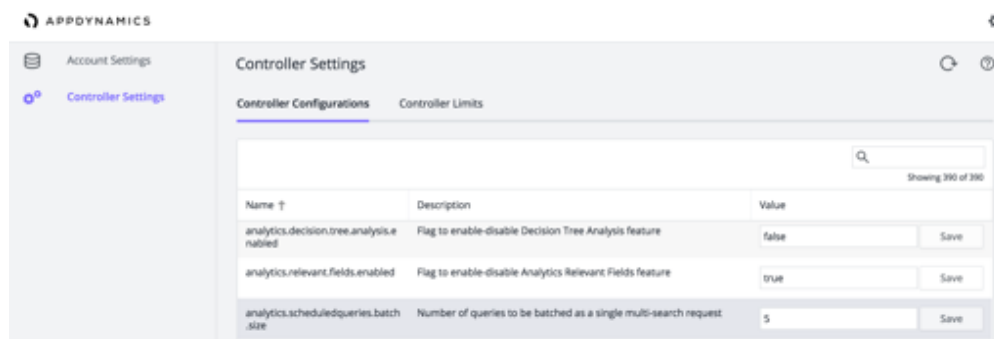 APPDYNAMICS
Account Settings
Controller Settings
Controller Settings
Controller Configurations
Controller Limits
Showing 390 of 390
Name ↑
Description
Value
analytics.decision.tree.analysis.e
nabled
Flag to enable-disable Decision Tree Analysis feature
false
Save
analytics.relevant.fields.enabled
Flag to enable-disable Analytics Relevant Fields feature
true
Save
analytics.scheduledqueries.batch
.size
Number of queries to be batched as a single multi-search request
5
Save